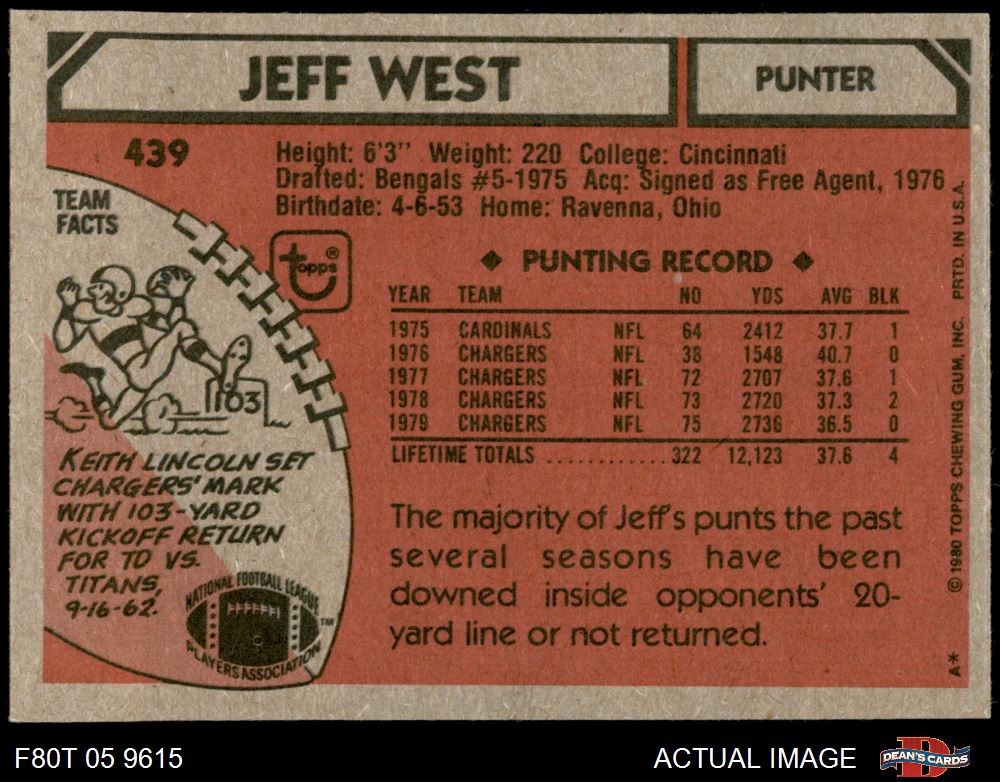 JEFF WEST
PUNTER
439
Height: 6'3" Weight: 220 College: Cincinnati
Drafted: Bengals #5-1975 Acq: Signed as Free Agent, 1976
Birthdate: 4-6-53 Home: Ravenna, Ohio
TEAM
FACTS
topps ®
103
KEITH LINCOLN SET
CHARGERS' MARK
WITH 103-YARD
KICKOFF RETURN
FOR TD VS.
TITANS,
9-16-62.
NATIONAL FOOTBALL LEAGUE
PLAYERS ASSOCIATION
TM
◆ PUNTING RECORD ◆
YEAR TEAM NO YDS AVG BLK
1975 CARDINALS NFL 64 2412 37.7 1
1976 CHARGERS NFL 38 1548 40.7 0
1977 CHARGERS NFL 72 2707 37.6 1
1978 CHARGERS NFL 73 2720 37.3 2
1979 CHARGERS NFL 75 2736 36.5 0
LIFETIME TOTALS ............ 322 12,123 37.6 4
The majority of Jeff's punts the past
several seasons have been
downed inside opponents' 20-
yard line or not returned.
A* © 1980 TOPPS CHEWING GUM, INC. PRTD. IN U.S.A.
F80T 05 9615
ACTUAL IMAGE
DEAN'S CARDS